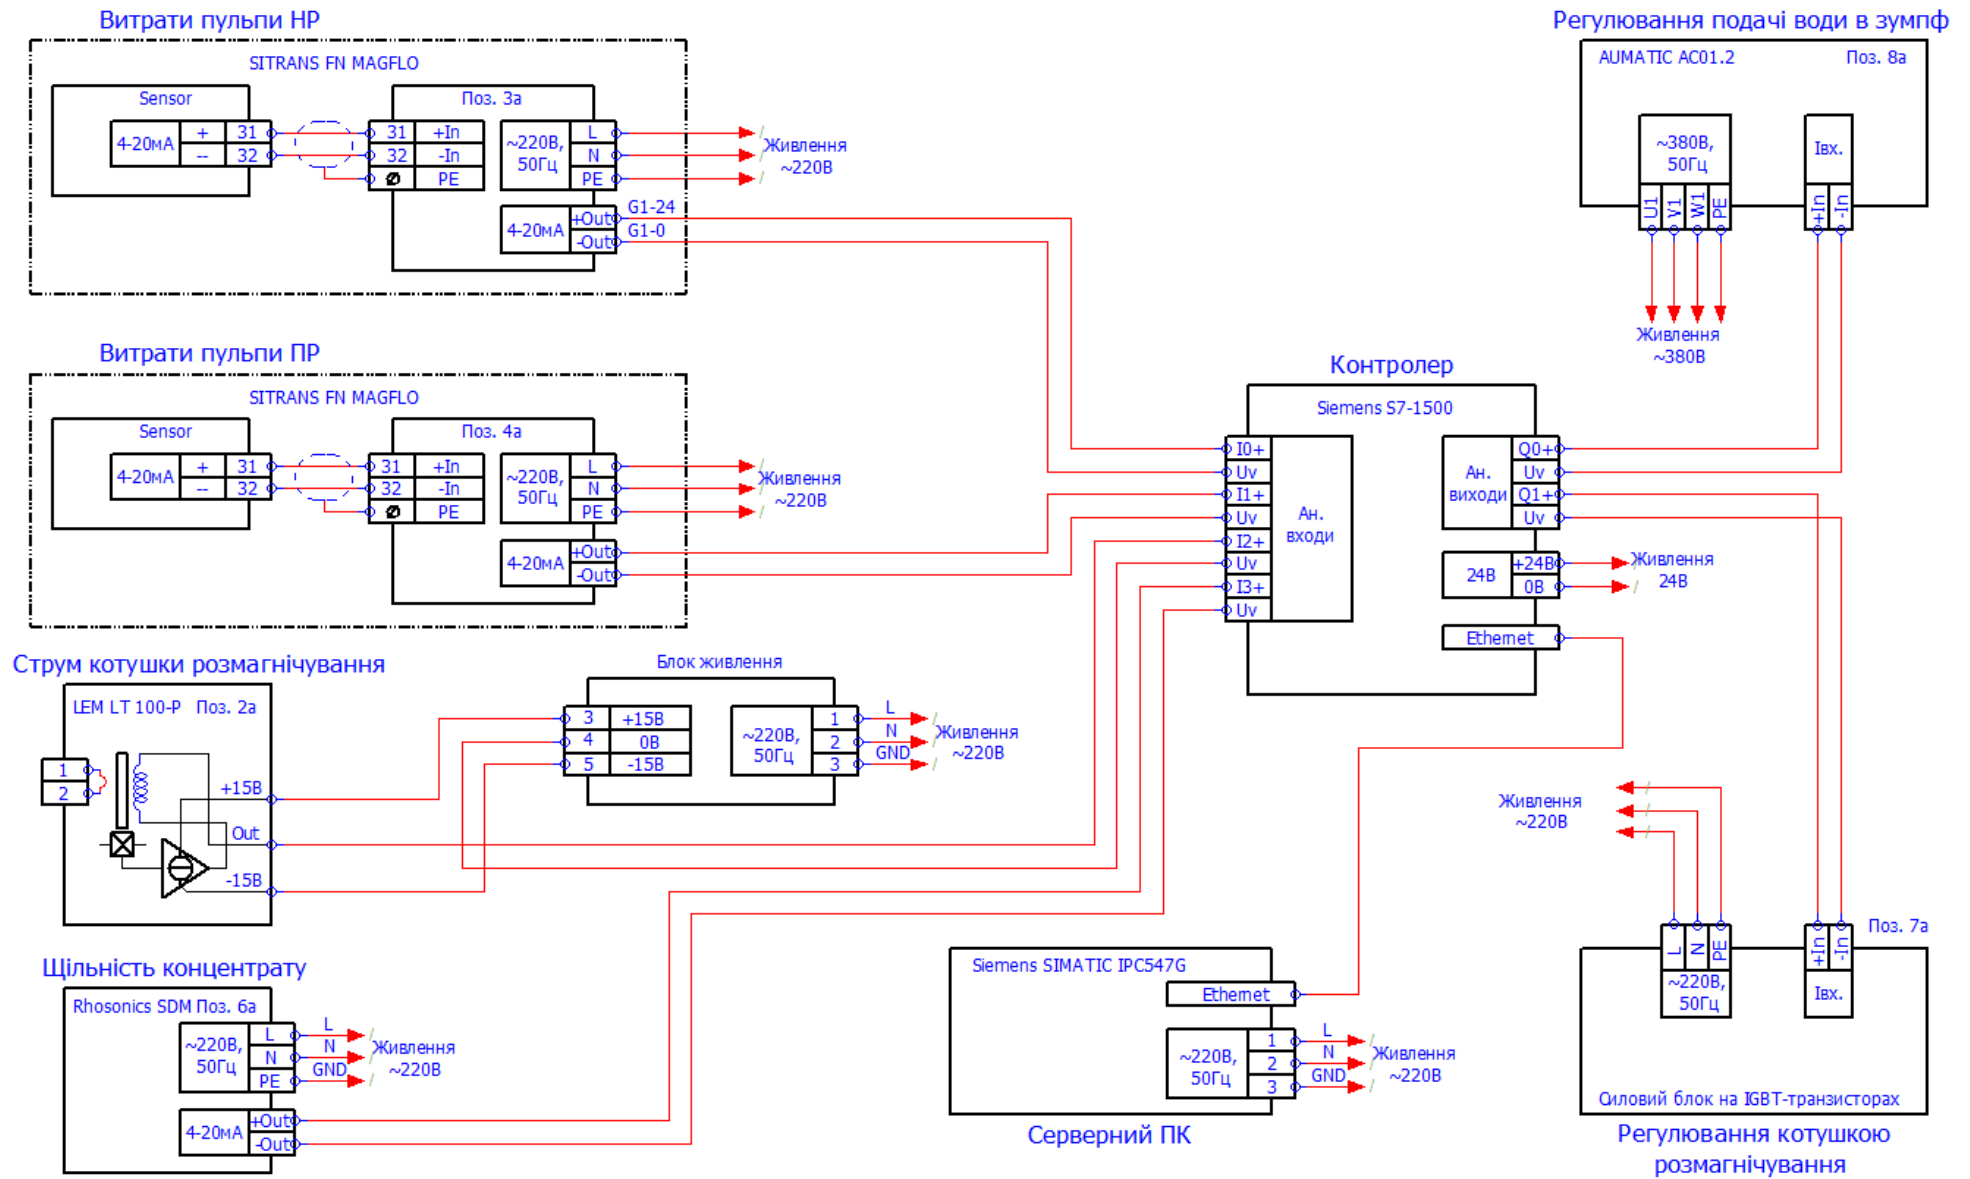 Витрати пульпи НР
SITRANS FN MAGFLO
Sensor
4-20мА
+ 31
-- 32
Поз. 3а
31 +In
32 -In
PE
~220В,
50Гц
L
N
PE
Живлення
~220В
4-20мА
+Out
-Out
G1-24
G1-0
Витрати пульпи ПР
SITRANS FN MAGFLO
Sensor
4-20мА
+ 31
-- 32
Поз. 4а
31 +In
32 -In
PE
~220В,
50Гц
L
N
PE
Живлення
~220В
4-20мА
+Out
-Out
Струм котушки розмагнічування
LEM LT 100-P Поз. 2а
1
2
+15В
Out
-15В
Блок живлення
3 +15В
4 0В
5 -15В
~220В,
50Гц
1
2
3
L
N
GND
Живлення
~220В
Щільність концентрату
Rhosonics SDM Поз. 6а
~220В,
50Гц
L
N
PE
L
N
GND
Живлення
~220В
4-20мА
+Out
-Out
Контролер
Siemens S7-1500
I0+
Uv
I1+
Uv
I2+
Uv
I3+
Uv
Ан.
входи
Ан.
виходи
Q0+
Uv
Q1+
Uv
24В
+24В
0В
Живлення
24В
Ethernet
Siemens SIMATIC IPC547G
Ethernet
~220В,
50Гц
1
2
3
L
N
GND
Живлення
~220В
Серверний ПК
Регулювання подачі води в зумпф
AUMATIC AC01.2 Поз. 8а
~380В,
50Гц
U1
V1
W1
PE
Iвх.
+In
-In
Живлення
~380В
Живлення
~220В
Поз. 7а
L
N
PE
~220В,
50Гц
+In
-In
Iвх.
Силовий блок на IGBT-транзисторах
Регулювання котушкою
розмагнічування